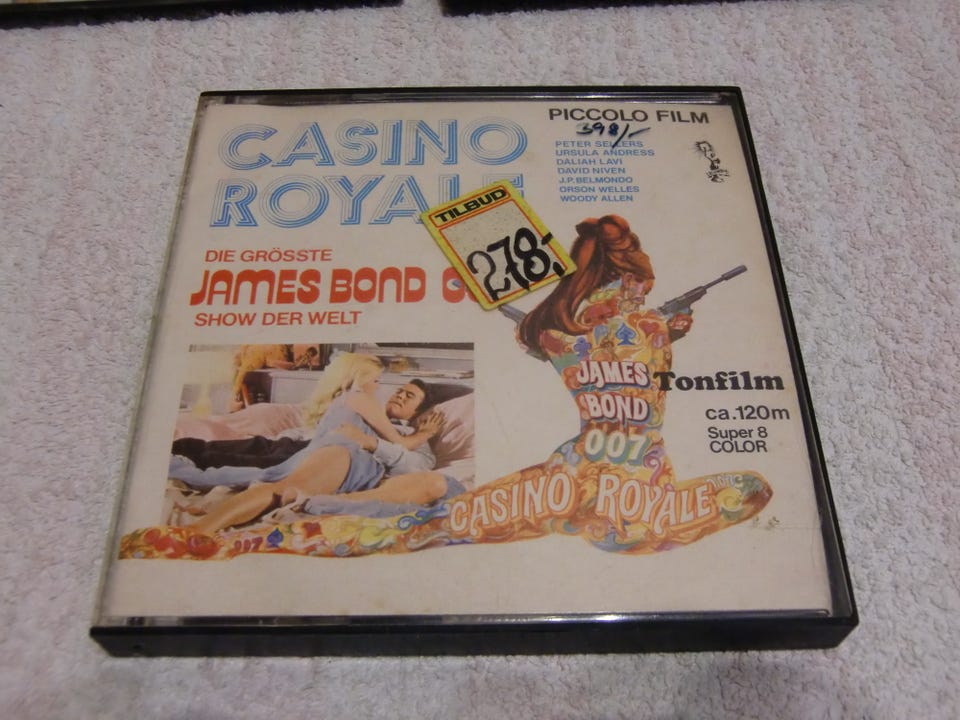 CASINO
ROYALE
PICCOLO FILM
398/-
PETER SELLERS
URSULA ANDRESS
DALIAH LAVI
DAVID NIVEN
J.P. BELMONDO
ORSON WELLES
WOODY ALLEN
TILBUD
278,-
DIE GRÖSSTE
JAMES BOND
SHOW DER WELT
JAMES
BOND
007
Tonfilm
ca.120m
Super 8
COLOR
CASINO ROYALE
007